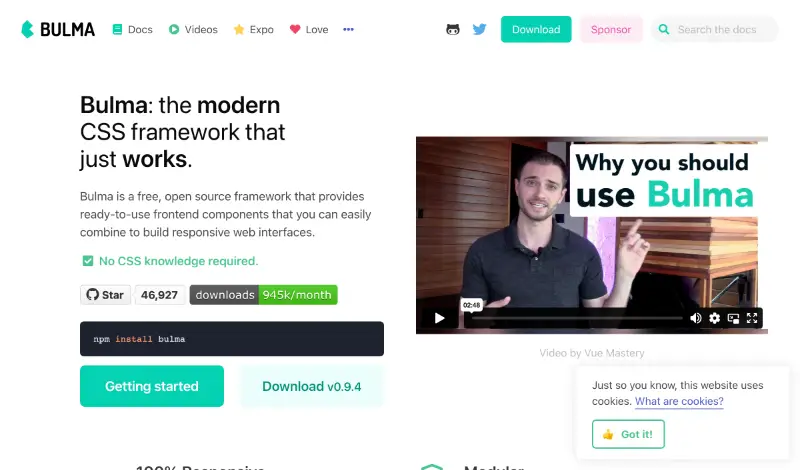 BULMA
Docs
Videos
Expo
Love
Download
Sponsor
Search the docs
Bulma: the modern
CSS framework that
just works.
Bulma is a free, open source framework that provides
ready-to-use frontend components that you can easily
combine to build responsive web interfaces.
No CSS knowledge required.
Star
46,927
downloads 945k/month
npm install bulma
Getting started
Download v0.9.4
Why you should
use Bulma
02:48
Video by Vue Mastery
Just so you know, this website uses
cookies. What are cookies?
Got it!
100% Responsive
Modular